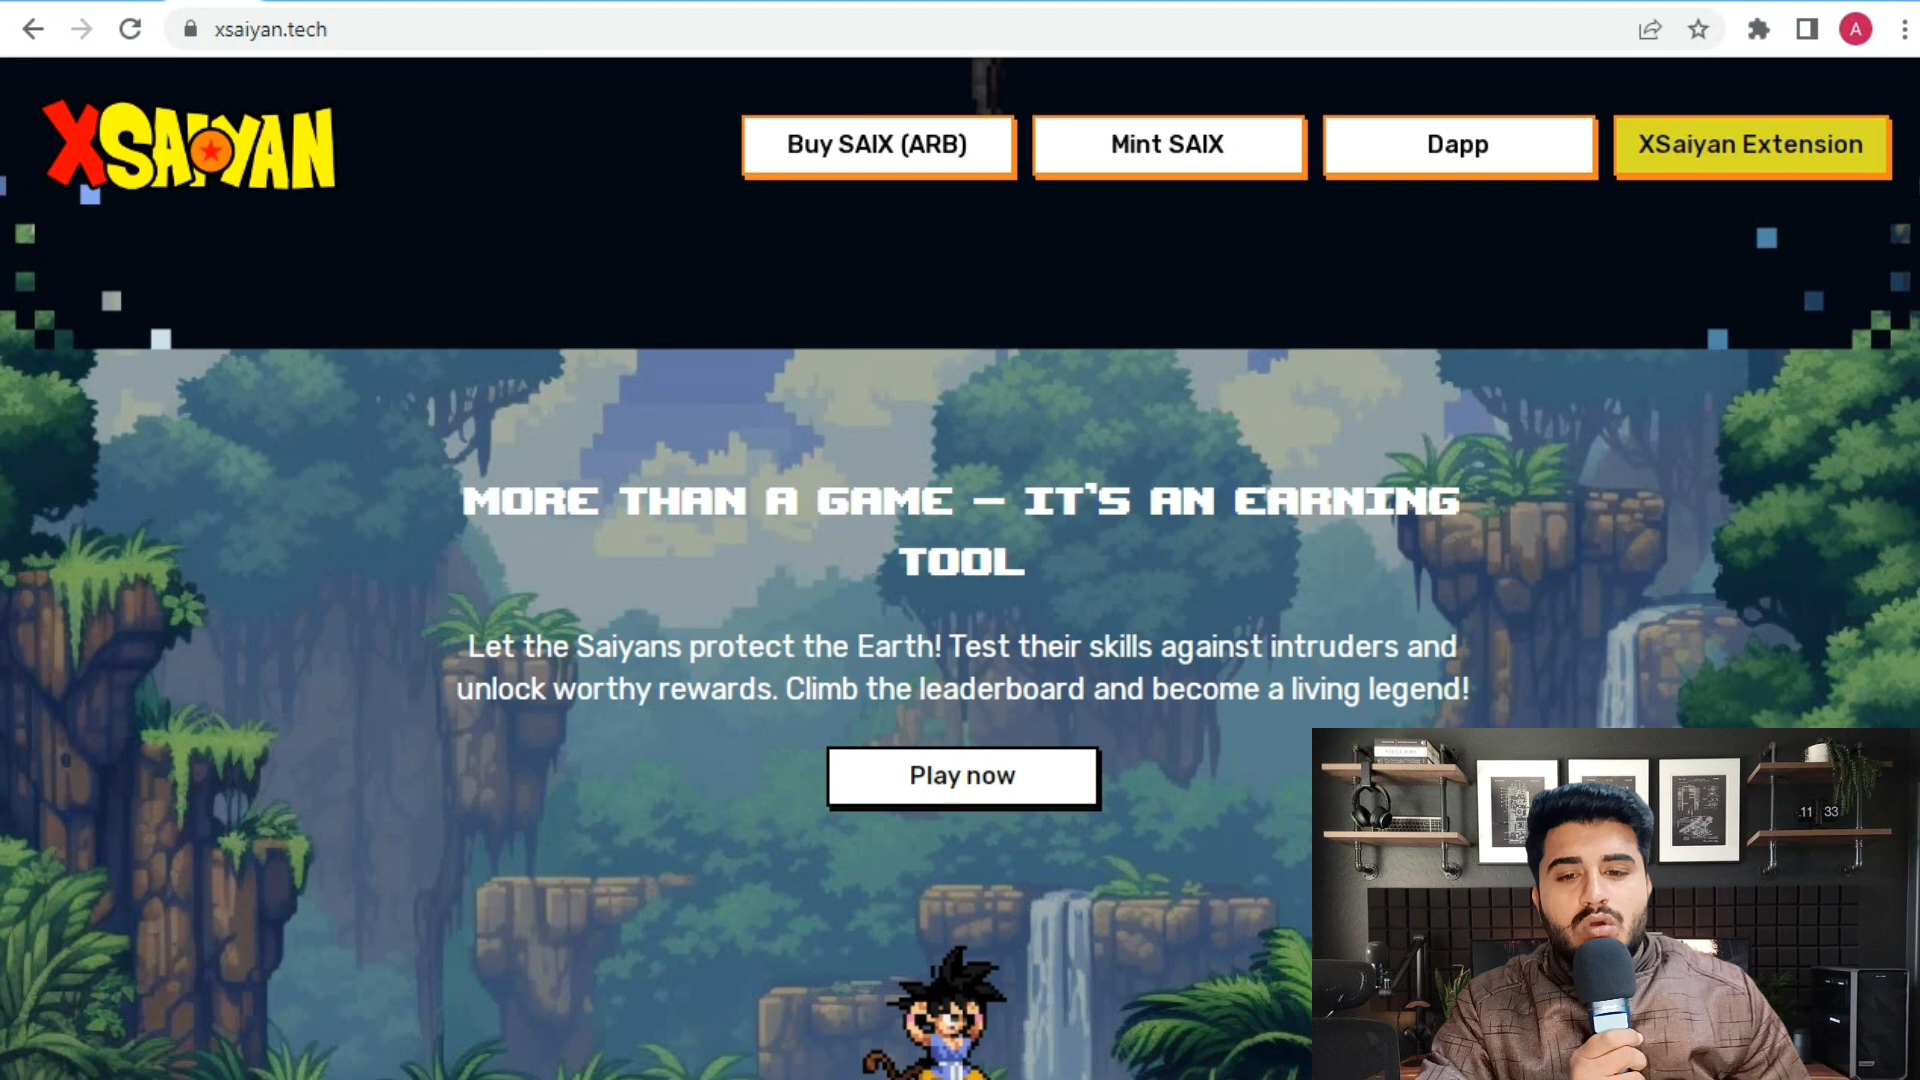 xsaiyan.tech
A
XSAIYAN
Buy SAIX (ARB)
Mint SAIX
Dapp
XSaiyan Extension
MORE THAN A GAME – IT'S AN EARNING
TOOL
Let the Saiyans protect the Earth! Test their skills against intruders and
unlock worthy rewards. Climb the leaderboard and become a living legend!
Play now
11 33